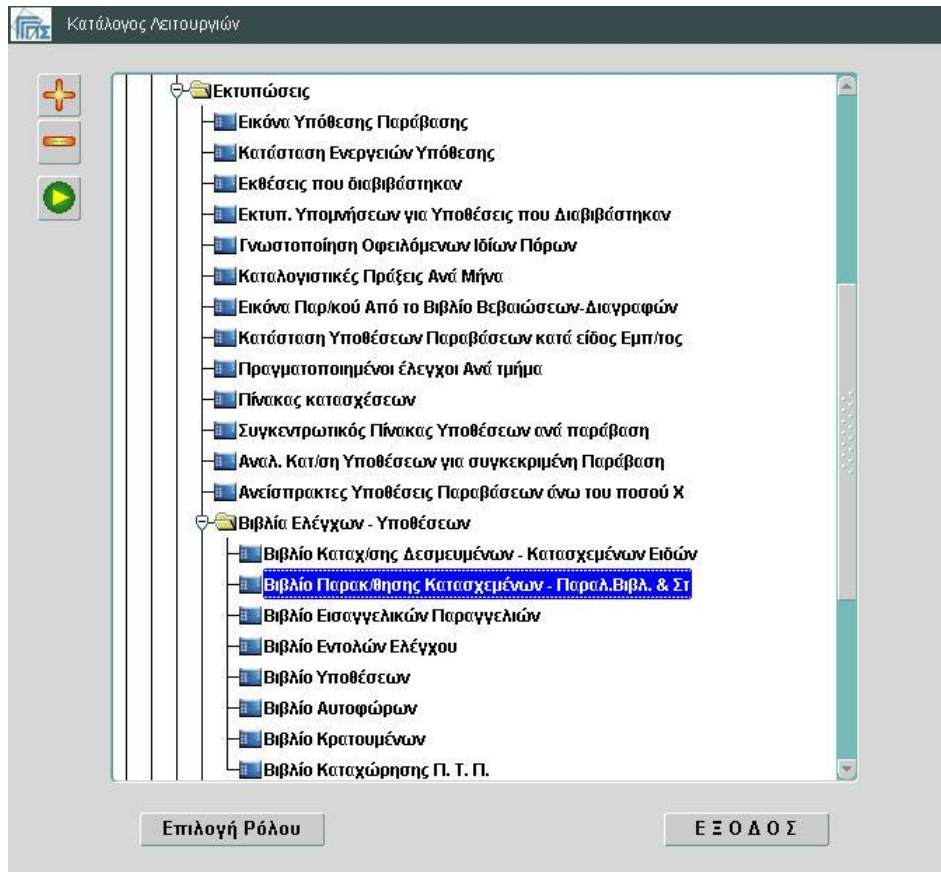 ΓΓΠΣ
Κατάλογος Λειτουργιών
Εκτυπώσεις
Εικόνα Υπόθεσης Παράβασης
Κατάσταση Ενεργειών Υπόθεσης
Εκθέσεις που διαβιβάστηκαν
Εκτυπ. Υπομνήσεων για Υποθέσεις που Διαβιβάστηκαν
Γνωστοποίηση Οφειλόμενων Ιδίων Πόρων
Καταλογιστικές Πράξεις Ανά Μήνα
Εικόνα Παρ/κού Από το Βιβλίο Βεβαιώσεων-Διαγραφών
Κατάσταση Υποθέσεων Παραβάσεων κατά είδος Εμπ/τος
Πραγματοποιημένοι έλεγχοι Ανά τμήμα
Πίνακας κατασχέσεων
Συγκεντρωτικός Πίνακας Υποθέσεων ανά παράβαση
Αναλ. Κατ/ση Υποθέσεων για συγκεκριμένη Παράβαση
Ανείσπρακτες Υποθέσεις Παραβάσεων άνω του ποσού Χ
Βιβλία Ελέγχων - Υποθέσεων
Βιβλίο Καταχ/σης Δεσμευμένων - Κατασχεμένων Ειδών
Βιβλίο Παρακ/θησης Κατασχεμένων - Παραλ.Βιβλ. & Στ
Βιβλίο Εισαγγελικών Παραγγελιών
Βιβλίο Εντολών Ελέγχου
Βιβλίο Υποθέσεων
Βιβλίο Αυτοφώρων
Βιβλίο Κρατουμένων
Βιβλίο Καταχώρησης Π. Τ. Π.
Επιλογή Ρόλου
Ε Ξ Ο Δ Ο Σ